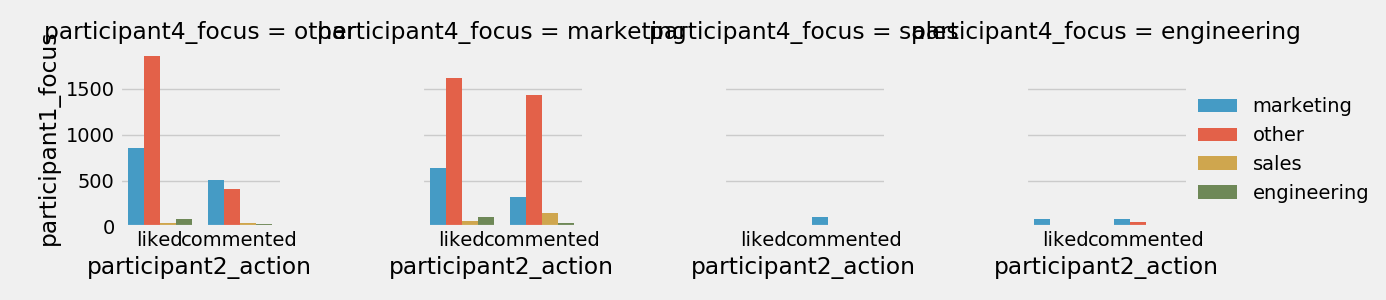 participant4_focus = other
participant4_focus = marketing
participant4_focus = sales
participant4_focus = engineering
participant1_focus
1500
1000
500
0
liked commented
liked commented
liked commented
liked commented
participant2_action
participant2_action
participant2_action
participant2_action
marketing
other
sales
engineering